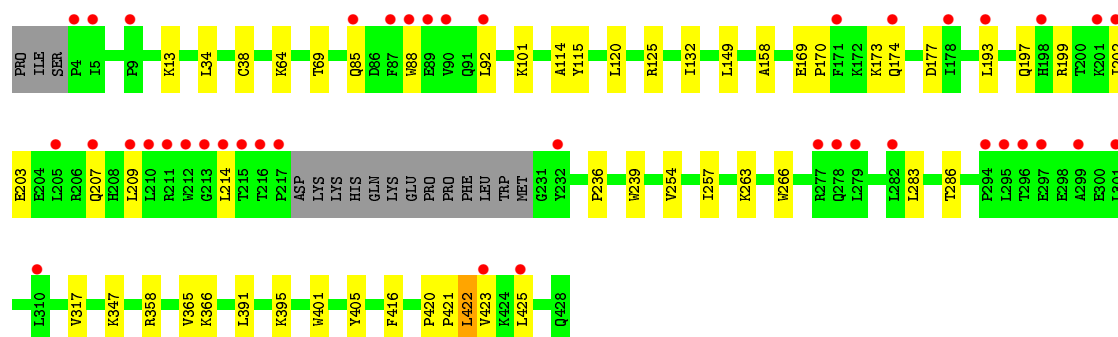 PRO ILE SER P4 I5 P9 K13 L34 C38 K64 T69 Q85 D86 F87 W88 E89 V90 Q91 L92 K101 A114 Y115 L120 R125 I132 L149 A158 E169 P170 F171 K172 K173 Q174 D177 I178 L193 Q197 H198 R199 T200 K201 I202
E203 E204 L205 R206 Q207 H208 L209 L210 R211 W212 G213 L214 T215 T216 P217 ASP LYS LYS HIS GLN LYS GLU PRO PRO PHE LEU TRP MET G231 Y232 P236 W239 V254 I257 K263 W266 R277 Q278 L279 L282 L283 T286 P294 L295 T296 E297 E298 A299 E300 L301
L310 V317 K347 R358 V365 K366 L391 K395 W401 Y405 F416 P420 P421 L422 V423 K424 L425 Q428